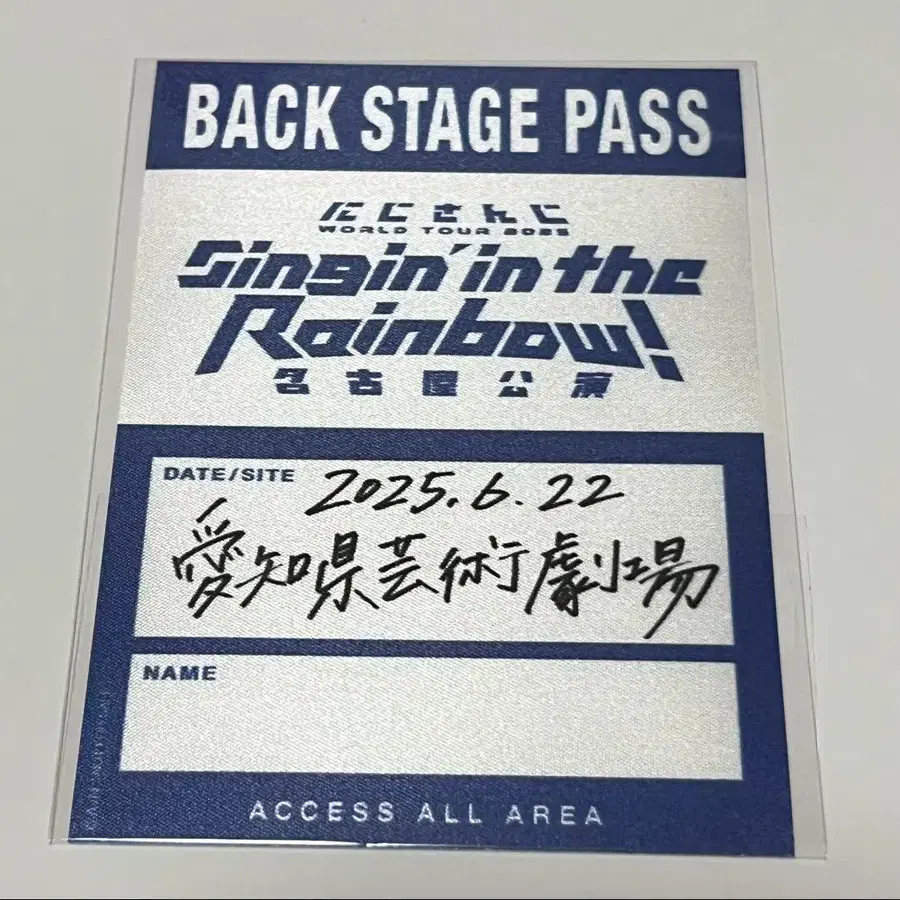 BACK STAGE PASS
にじさんじ
WORLD TOUR 2025
Singin' in the
Rainbow!
名古屋公演
DATE/SITE 2025.6.22
愛知県芸術劇場
NAME
ACCESS ALL AREA